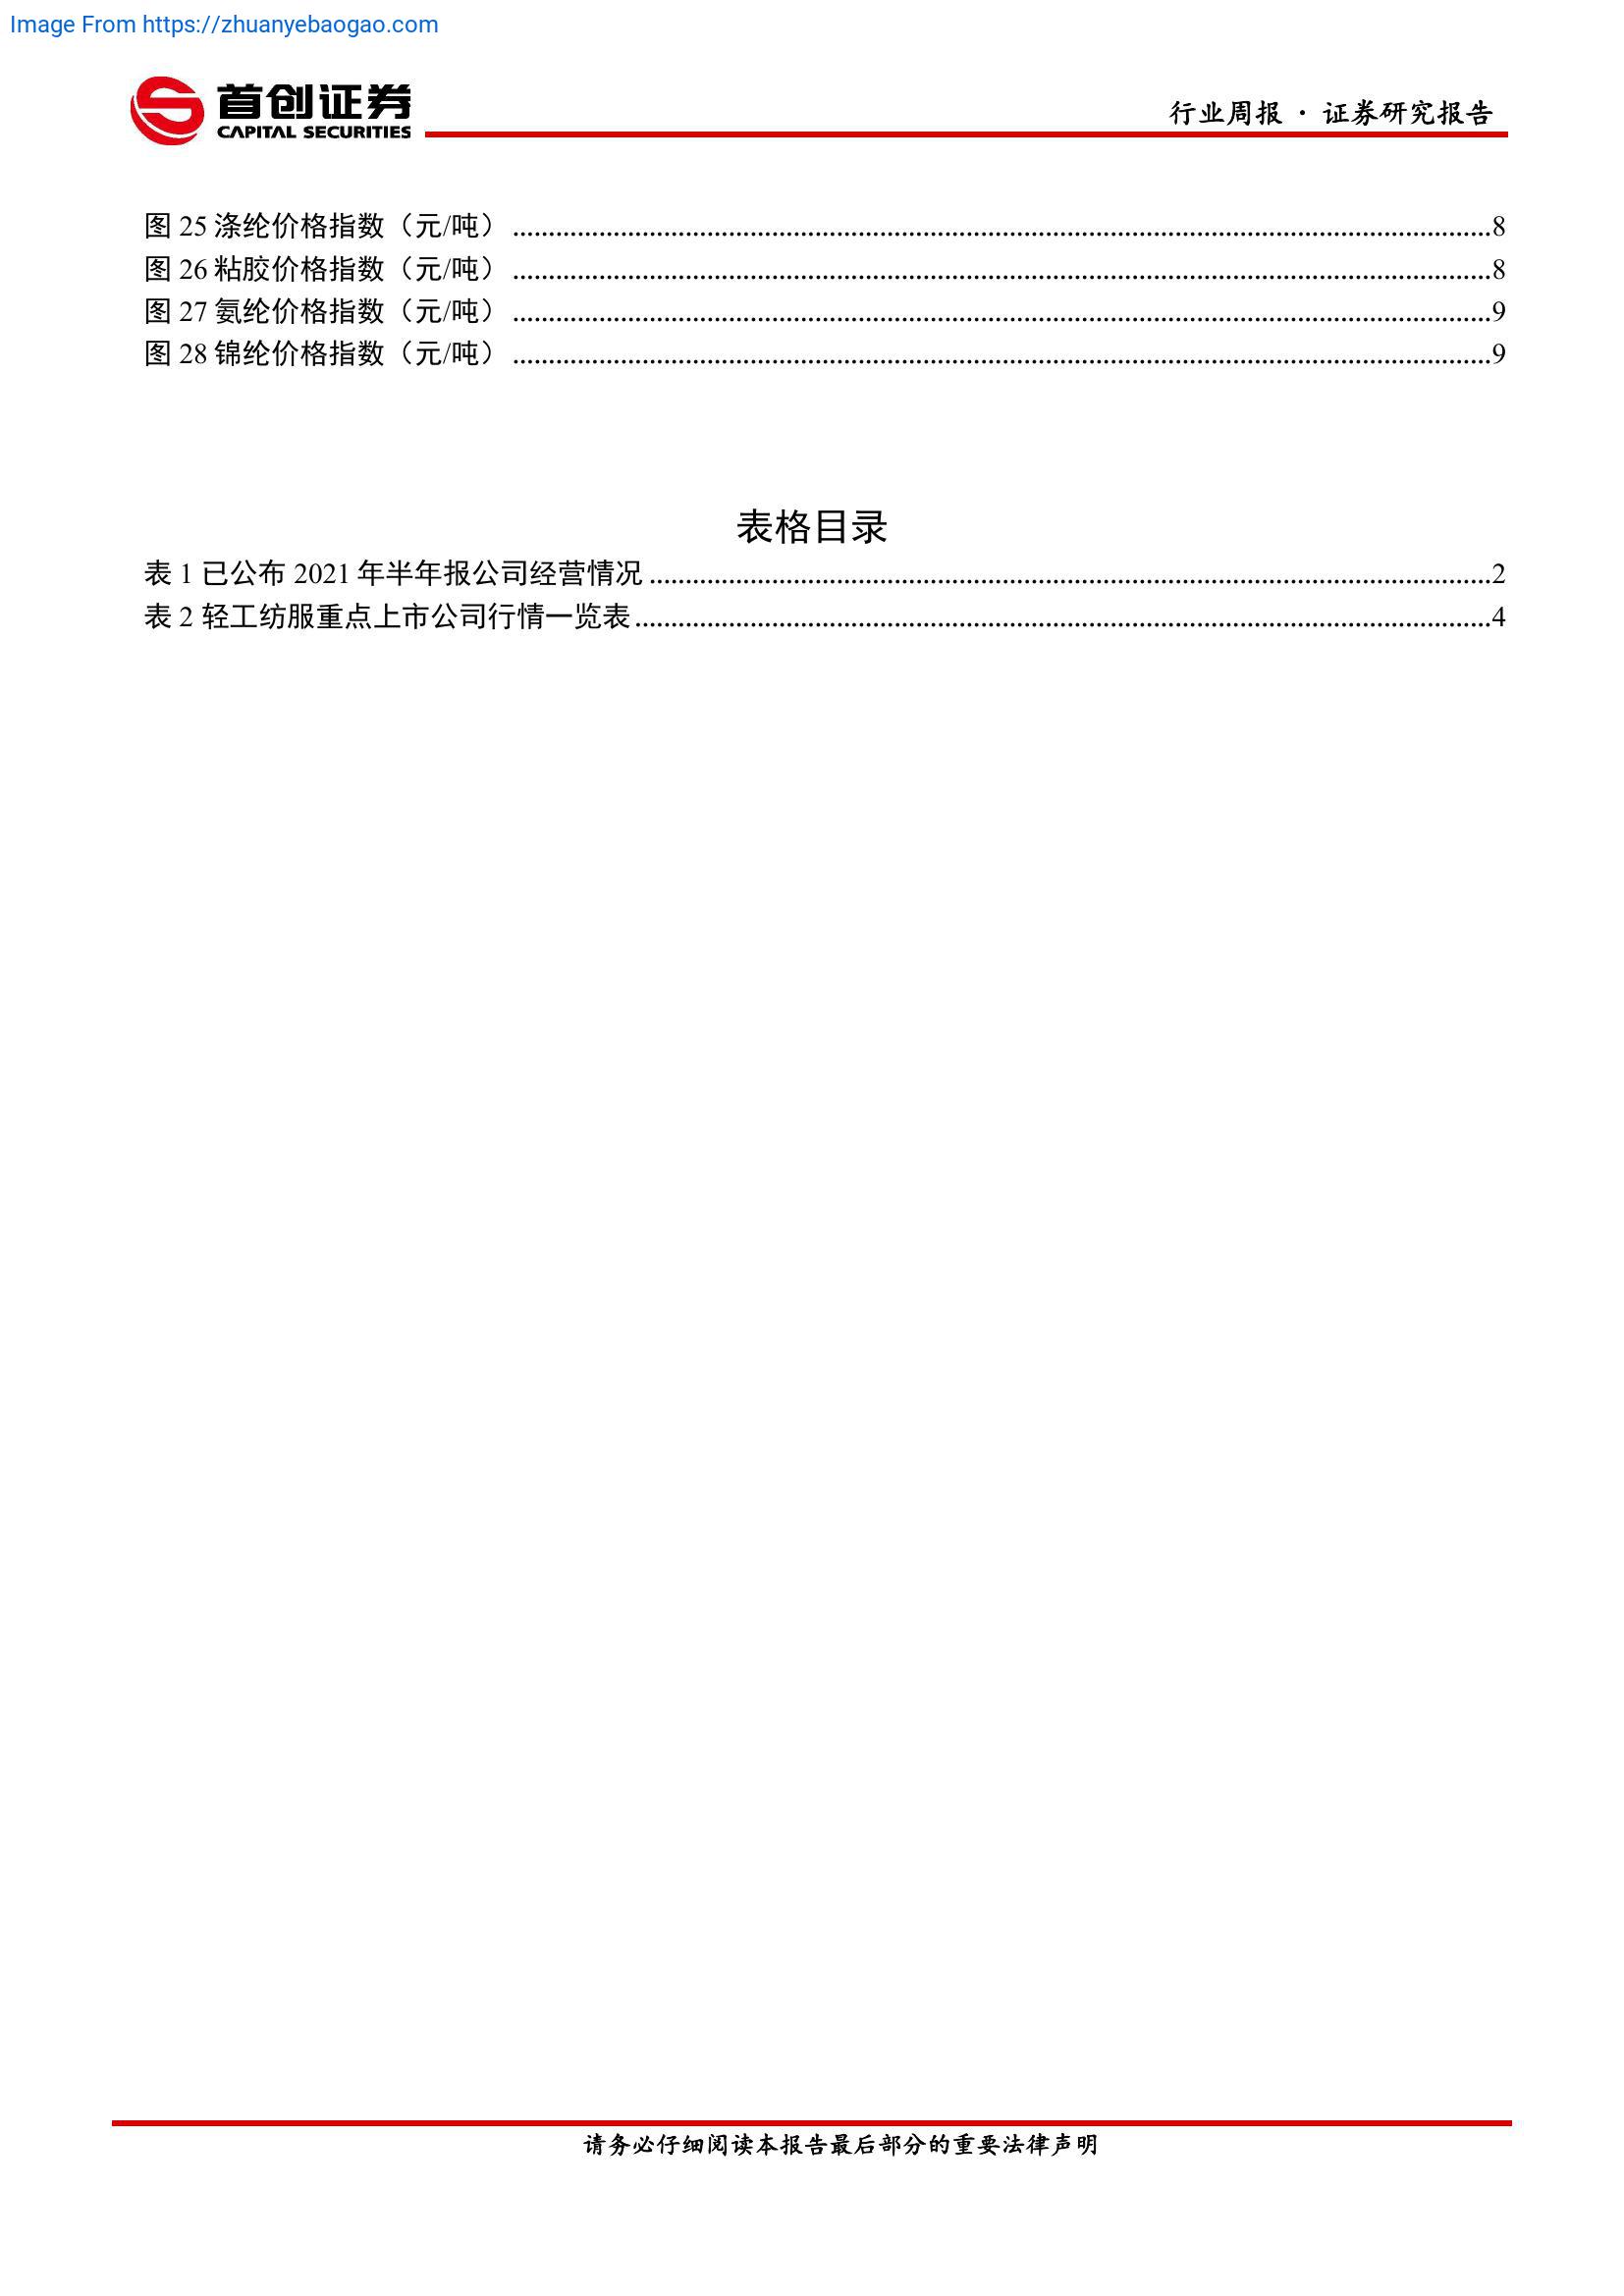 Image From https://zhuanyebaogao.com
首创证券
CAPITAL SECURITIES
行业周报 · 证券研究报告
图 25 涤纶价格指数（元/吨） ........................................................................................................................................8
图 26 粘胶价格指数（元/吨） ........................................................................................................................................8
图 27 氨纶价格指数（元/吨） ........................................................................................................................................9
图 28 锦纶价格指数（元/吨） ........................................................................................................................................9
表格目录
表 1 已公布 2021 年半年报公司经营情况 .....................................................................................................................2
表 2 轻工纺服重点上市公司行情一览表 .......................................................................................................................4
请务必仔细阅读本报告最后部分的重要法律声明